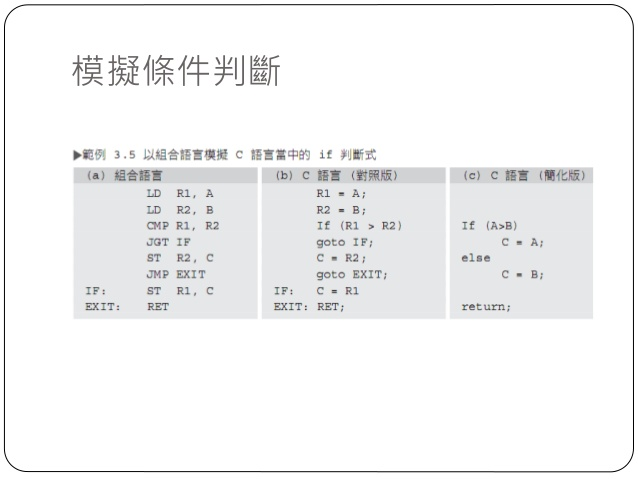 模擬條件判斷
▶範例 3.5 以組合語言模擬 C 語言當中的 if 判斷式
(a) 組合語言
LD R1, A
LD R2, B
CMP R1, R2
JGT IF
ST R2, C
JMP EXIT
IF: ST R1, C
EXIT: RET
(b) C 語言 (對照版)
R1 = A;
R2 = B;
If (R1 > R2)
goto IF;
C = R2;
goto EXIT;
IF: C = R1
EXIT: RET;
(c) C 語言 (簡化版)
If (A>B)
C = A;
else
C = B;
return;